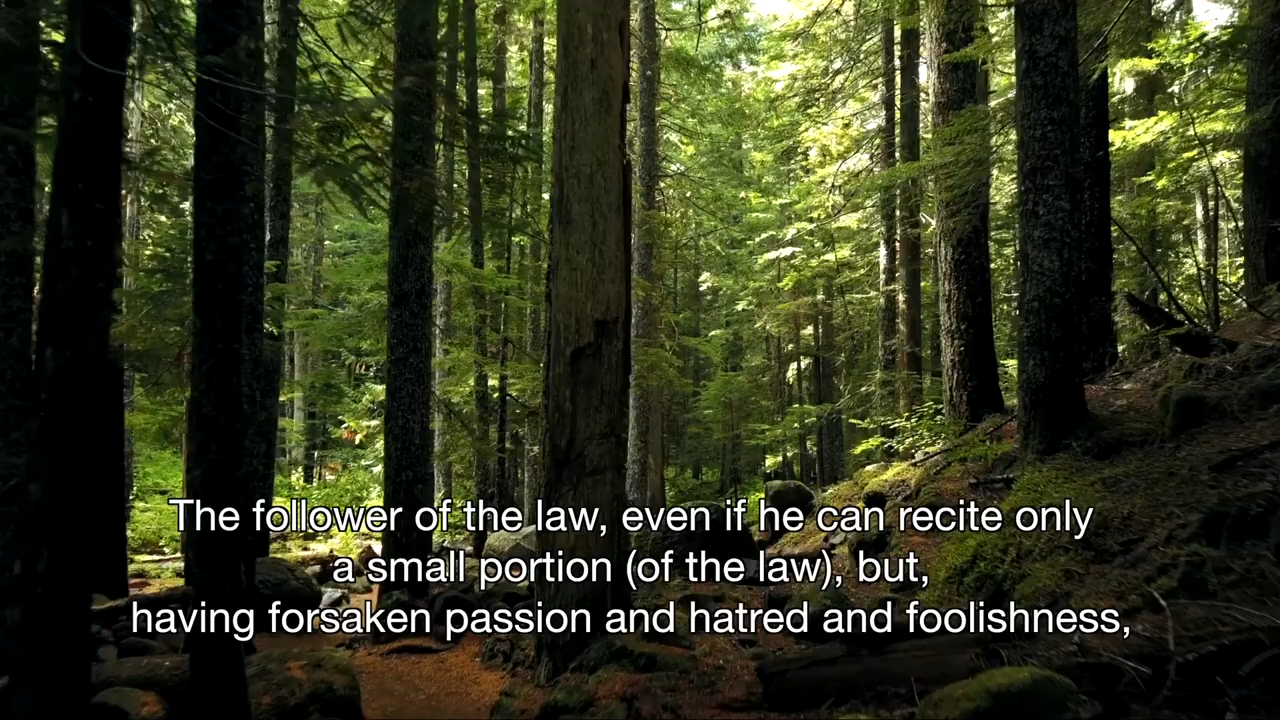 The follower of the law, even if he can recite only
a small portion (of the law), but,
having forsaken passion and hatred and foolishness,